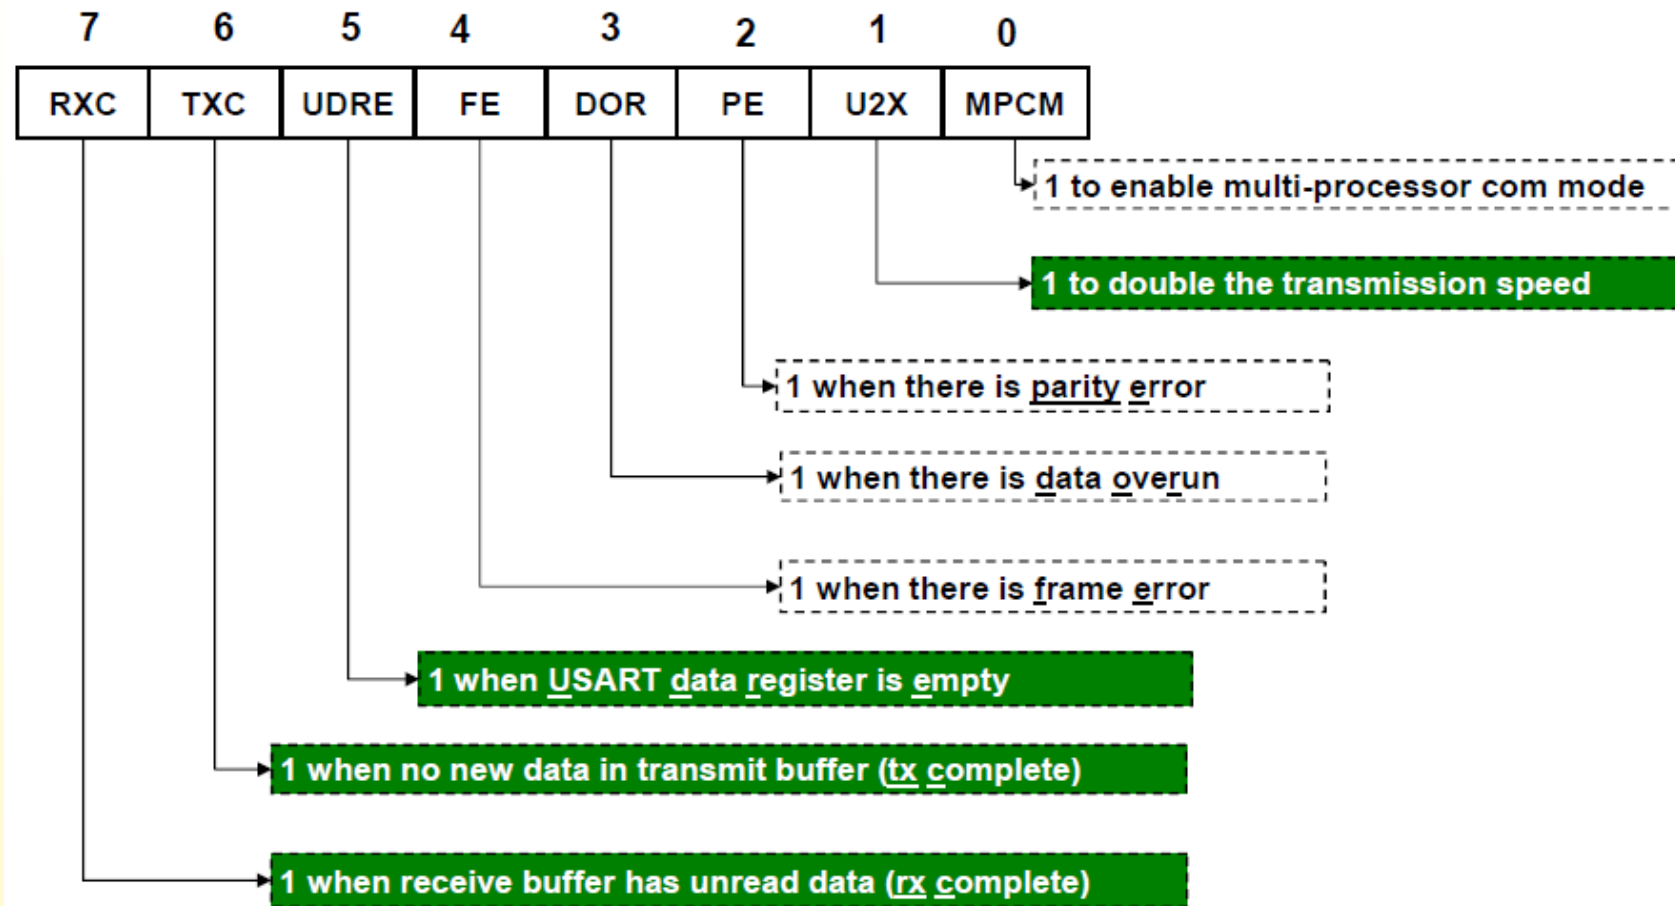 7 6 5 4 3 2 1 0
RXC TXC UDRE FE DOR PE U2X MPCM
1 to enable multi-processor com mode
1 to double the transmission speed
1 when there is parity error
1 when there is data overun
1 when there is frame error
1 when USART data register is empty
1 when no new data in transmit buffer (tx complete)
1 when receive buffer has unread data (rx complete)